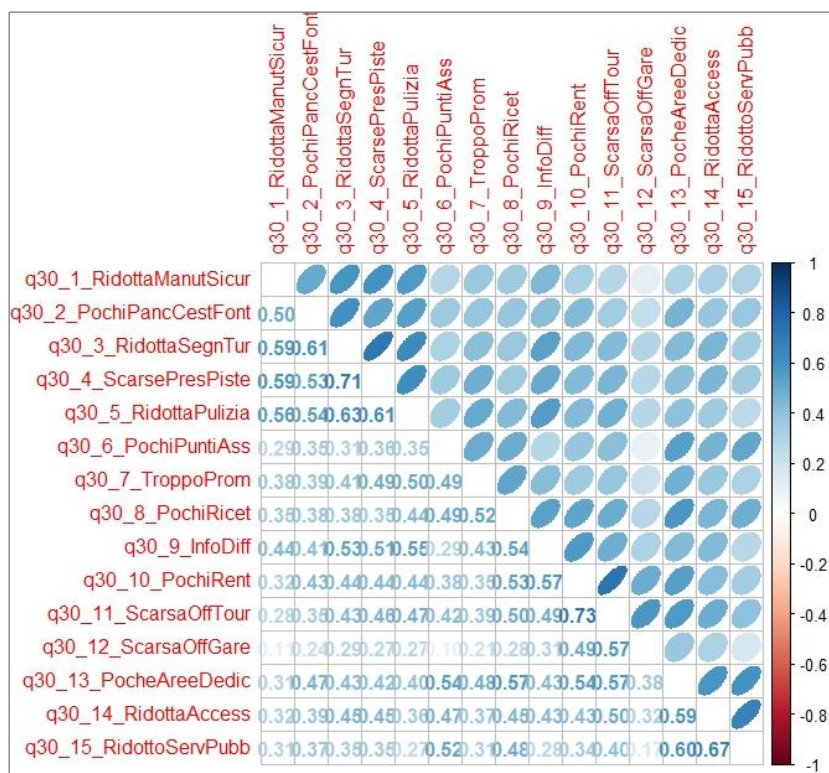 q30_1_RidottaManutSicur
q30_2_PochiPancCestFont
q30_3_RidottaSegnTur
q30_4_ScarsePresPiste
q30_5_RidottaPulizia
q30_6_PochiPuntiAss
q30_7_TroppoProm
q30_8_PochiRicet
q30_9_InfoDiff
q30_10_PochiRent
q30_11_ScarsaOffTour
q30_12_ScarsaOffGare
q30_13_PocheAreeDedic
q30_14_RidottaAccess
q30_15_RidottoServPubb
q30_1_RidottaManutSicur
q30_2_PochiPancCestFont 0.50
q30_3_RidottaSegnTur 0.59 0.61
q30_4_ScarsePresPiste 0.59 0.53 0.71
q30_5_RidottaPulizia 0.56 0.54 0.63 0.61
q30_6_PochiPuntiAss 0.29 0.35 0.31 0.36 0.35
q30_7_TroppoProm 0.38 0.39 0.41 0.49 0.50 0.49
q30_8_PochiRicet 0.35 0.38 0.38 0.35 0.44 0.49 0.52
q30_9_InfoDiff 0.44 0.41 0.53 0.51 0.55 0.29 0.43 0.54
q30_10_PochiRent 0.32 0.43 0.44 0.44 0.44 0.38 0.35 0.53 0.57
q30_11_ScarsaOffTour 0.28 0.35 0.43 0.46 0.47 0.42 0.39 0.50 0.49 0.73
q30_12_ScarsaOffGare 0.11 0.24 0.29 0.27 0.27 0.10 0.21 0.28 0.31 0.49 0.57
q30_13_PocheAreeDedic 0.31 0.47 0.43 0.42 0.40 0.54 0.48 0.57 0.43 0.54 0.57 0.38
q30_14_RidottaAccess 0.32 0.39 0.45 0.45 0.36 0.47 0.37 0.45 0.43 0.43 0.50 0.32 0.59
q30_15_RidottoServPubb 0.31 0.37 0.35 0.35 0.27 0.52 0.31 0.48 0.28 0.34 0.40 0.17 0.60 0.67
1
0.8
0.6
0.4
0.2
0
-0.2
-0.4
-0.6
-0.8
-1